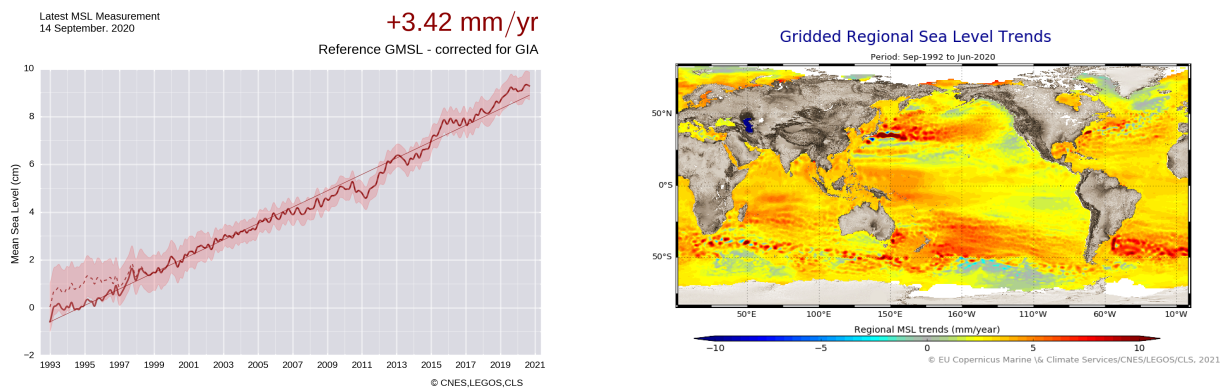 Latest MSL Measurement
14 September. 2020
+3.42 mm/yr
Reference GMSL - corrected for GIA
Mean Sea Level (cm)
10
8
6
4
2
0
−2
1993 1995 1997 1999 2001 2003 2005 2007 2009 2011 2013 2015 2017 2019 2021
© CNES,LEGOS,CLS
Gridded Regional Sea Level Trends
Period: Sep-1992 to Jun-2020
50°N
0°S
50°S
50°E 100°E 150°E 160°W 110°W 60°W 10°W
Regional MSL trends (mm/year)
−10 −5 0 5 10
© EU Copernicus Marine \& Climate Services/CNES/LEGOS/CLS, 2021